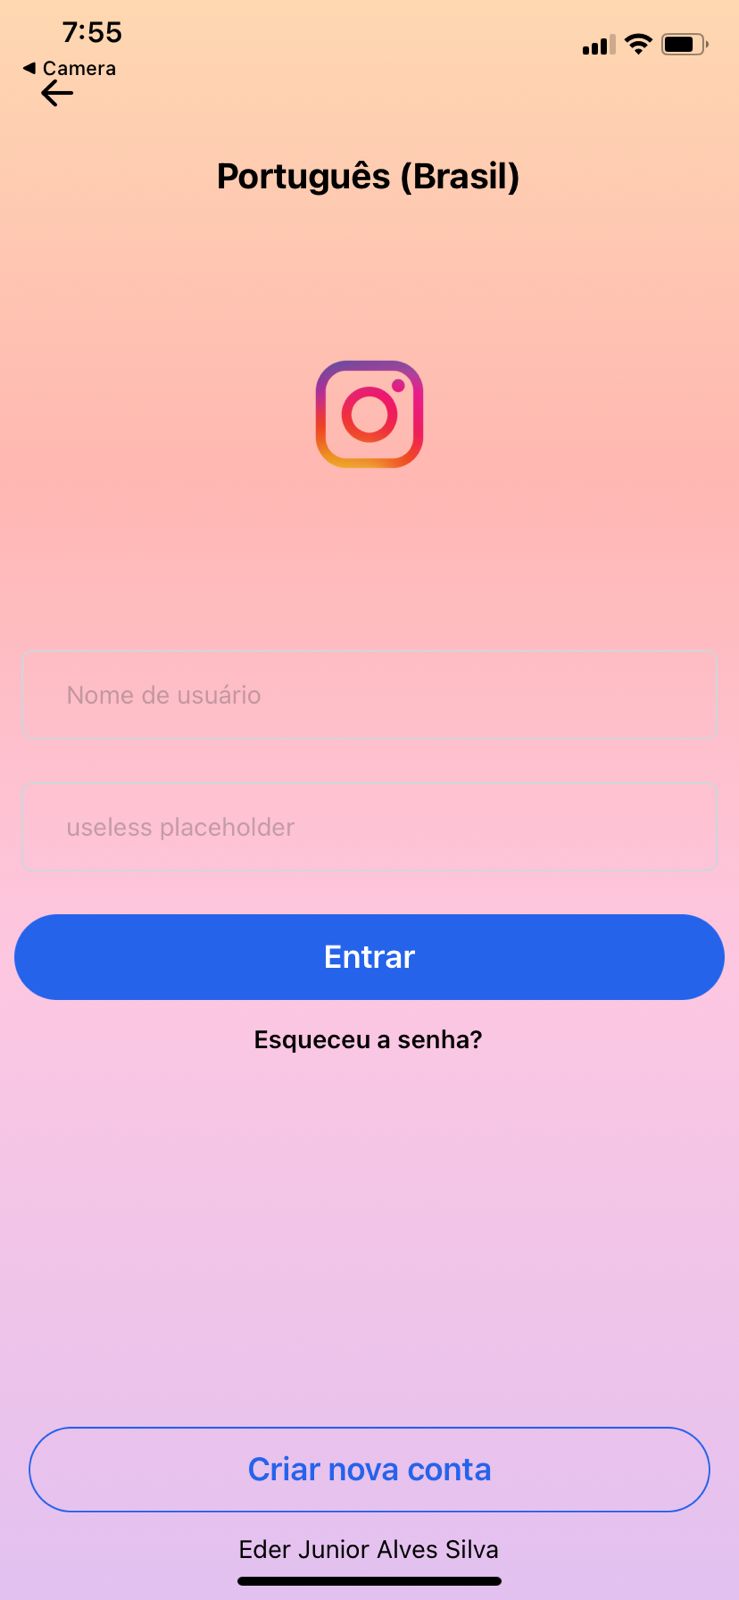 7:55
◀ Camera
Português (Brasil)
Nome de usuário
useless placeholder
Entrar
Esqueceu a senha?
Criar nova conta
Eder Junior Alves Silva